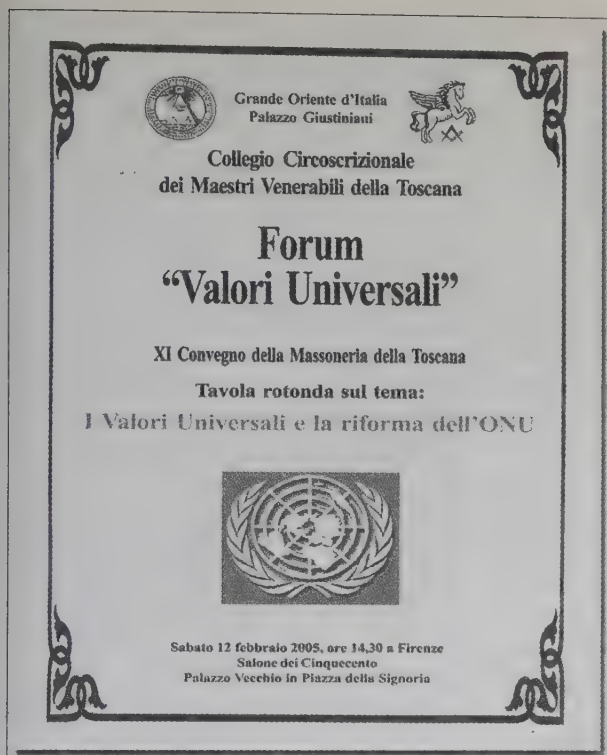 Grande Oriente d'Italia
Palazzo Giustiniani
Collegio Circoscrizionale
dei Maestri Venerabili della Toscana
Forum
“Valori Universali”
XI Convegno della Massoneria della Toscana
Tavola rotonda sul tema:
I Valori Universali e la riforma dell'ONU
Sabato 12 febbraio 2005, ore 14,30 a Firenze
Salone dei Cinquecento
Palazzo Vecchio in Piazza della Signoria